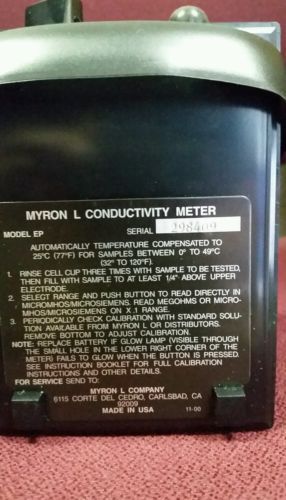 MYRON L CONDUCTIVITY METER
MODEL EP SERIAL 298409
AUTOMATICALLY TEMPERATURE COMPENSATED TO
25°C (77°F) FOR SAMPLES BETWEEN 0° TO 49°C
(32° TO 120°F).
1. RINSE CELL CUP THREE TIMES WITH SAMPLE TO BE TESTED,
THEN FILL WITH SAMPLE TO AT LEAST 1/4" ABOVE UPPER
ELECTRODE.
2. SELECT RANGE AND PUSH BUTTON TO READ DIRECTLY IN
MICROMHOS/MICROSIEMENS. READ MEGOHMS OR MICRO-
MHOS/MICROSIEMENS ON X.1 RANGE.
3. PERIODICALLY CHECK CALIBRATION WITH STANDARD SOLU-
TION AVAILABLE FROM MYRON L OR DISTRIBUTORS.
REMOVE BOTTOM TO ADJUST CALIBRATION.
NOTE: REPLACE BATTERY IF GLOW LAMP (VISIBLE THROUGH
THE SMALL HOLE IN THE LOWER RIGHT CORNER OF THE
METER) FAILS TO GLOW WHEN THE BUTTON IS PRESSED.
SEE INSTRUCTION BOOKLET FOR FULL CALIBRATION
INSTRUCTIONS AND OTHER DETAILS.
FOR SERVICE SEND TO:
MYRON L COMPANY
6115 CORTE DEL CEDRO, CARLSBAD, CA
92009
MADE IN USA 11-00